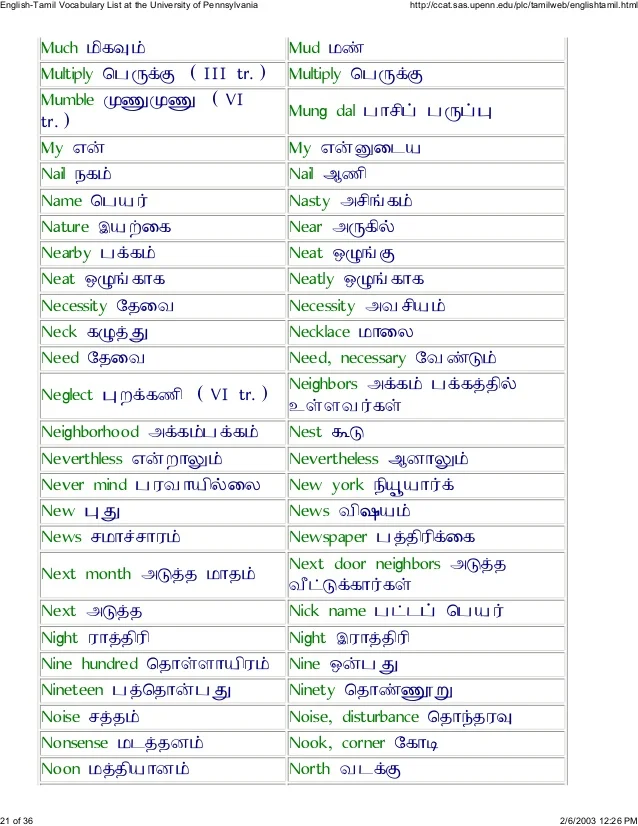 English-Tamil Vocabulary List at the University of Pennsylvania http://ccat.sas.upenn.edu/plc/tamilweb/englishtamil.html
Much மிகவும் Mud மண்
Multiply பெருக்கு ( III tr. ) Multiply பெருக்கு
Mumble முணுமுணு ( VI
tr. ) Mung dal பாசிப் பருப்பு
My என் My என்னுடைய
Nail நகம் Nail ஆணி
Name பெயர் Nasty அசிங்கம்
Nature இயற்கை Near அருகில்
Nearby பக்கம் Neat ஒழுங்கு
Neat ஒழுங்காக Neatly ஒழுங்காக
Necessity தேவை Necessity அவசியம்
Neck கழுத்து Necklace மாலை
Need தேவை Need, necessary வேண்டும்
Neglect புறக்கணி ( VI tr. ) Neighbors அக்கம் பக்கத்தில்
உள்ளவர்கள்
Neighborhood அக்கம்பக்கம் Nest கூடு
Neverthless என்றாலும் Nevertheless ஆனாலும்
Never mind பரவாயில்லை New york நியூயார்க்
New புது News விஷயம்
News சமாச்சாரம் Newspaper பத்திரிக்கை
Next month அடுத்த மாதம் Next door neighbors அடுத்த
வீட்டுக்கார்கள்
Next அடுத்த Nick name பட்டப் பெயர்
Night ராத்திரி Night இராத்திரி
Nine hundred தொள்ளாயிரம் Nine ஒன்பது
Nineteen பத்தொன்பது Ninety தொண்ணூறு
Noise சத்தம் Noise, disturbance தொந்தரவு
Nonsense மடத்தனம் Nook, corner கோடி
Noon மத்தியானம் North வடக்கு
21 of 36 2/6/2003 12:26 PM